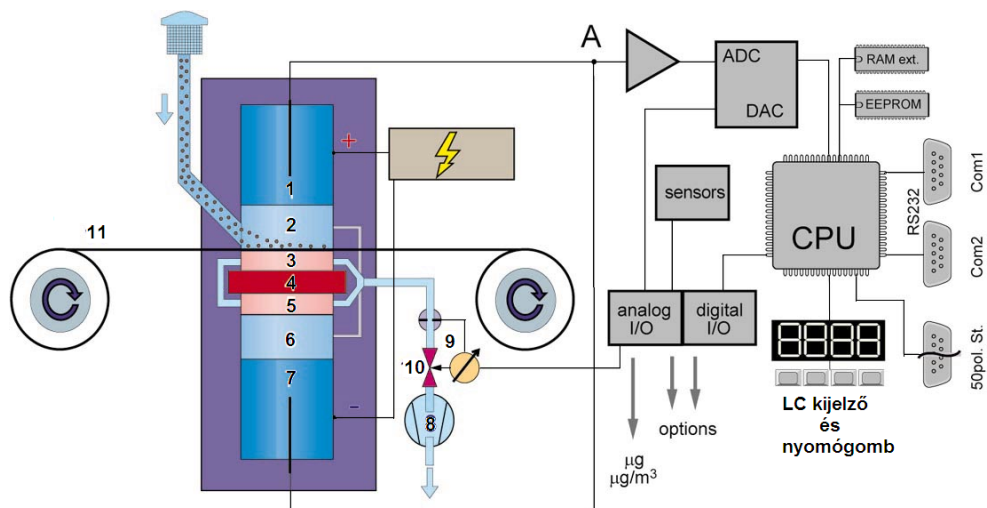 A
ADC
DAC
RAM ext.
EEPROM
+
1
2
3
4
5
6
7
−
'11
9
'10
8
sensors
CPU
RS232
Com1
Com2
50pol. St.
analog
I/O
digital
I/O
options
µg
µg/m³
LC kijelző
és
nyomógomb